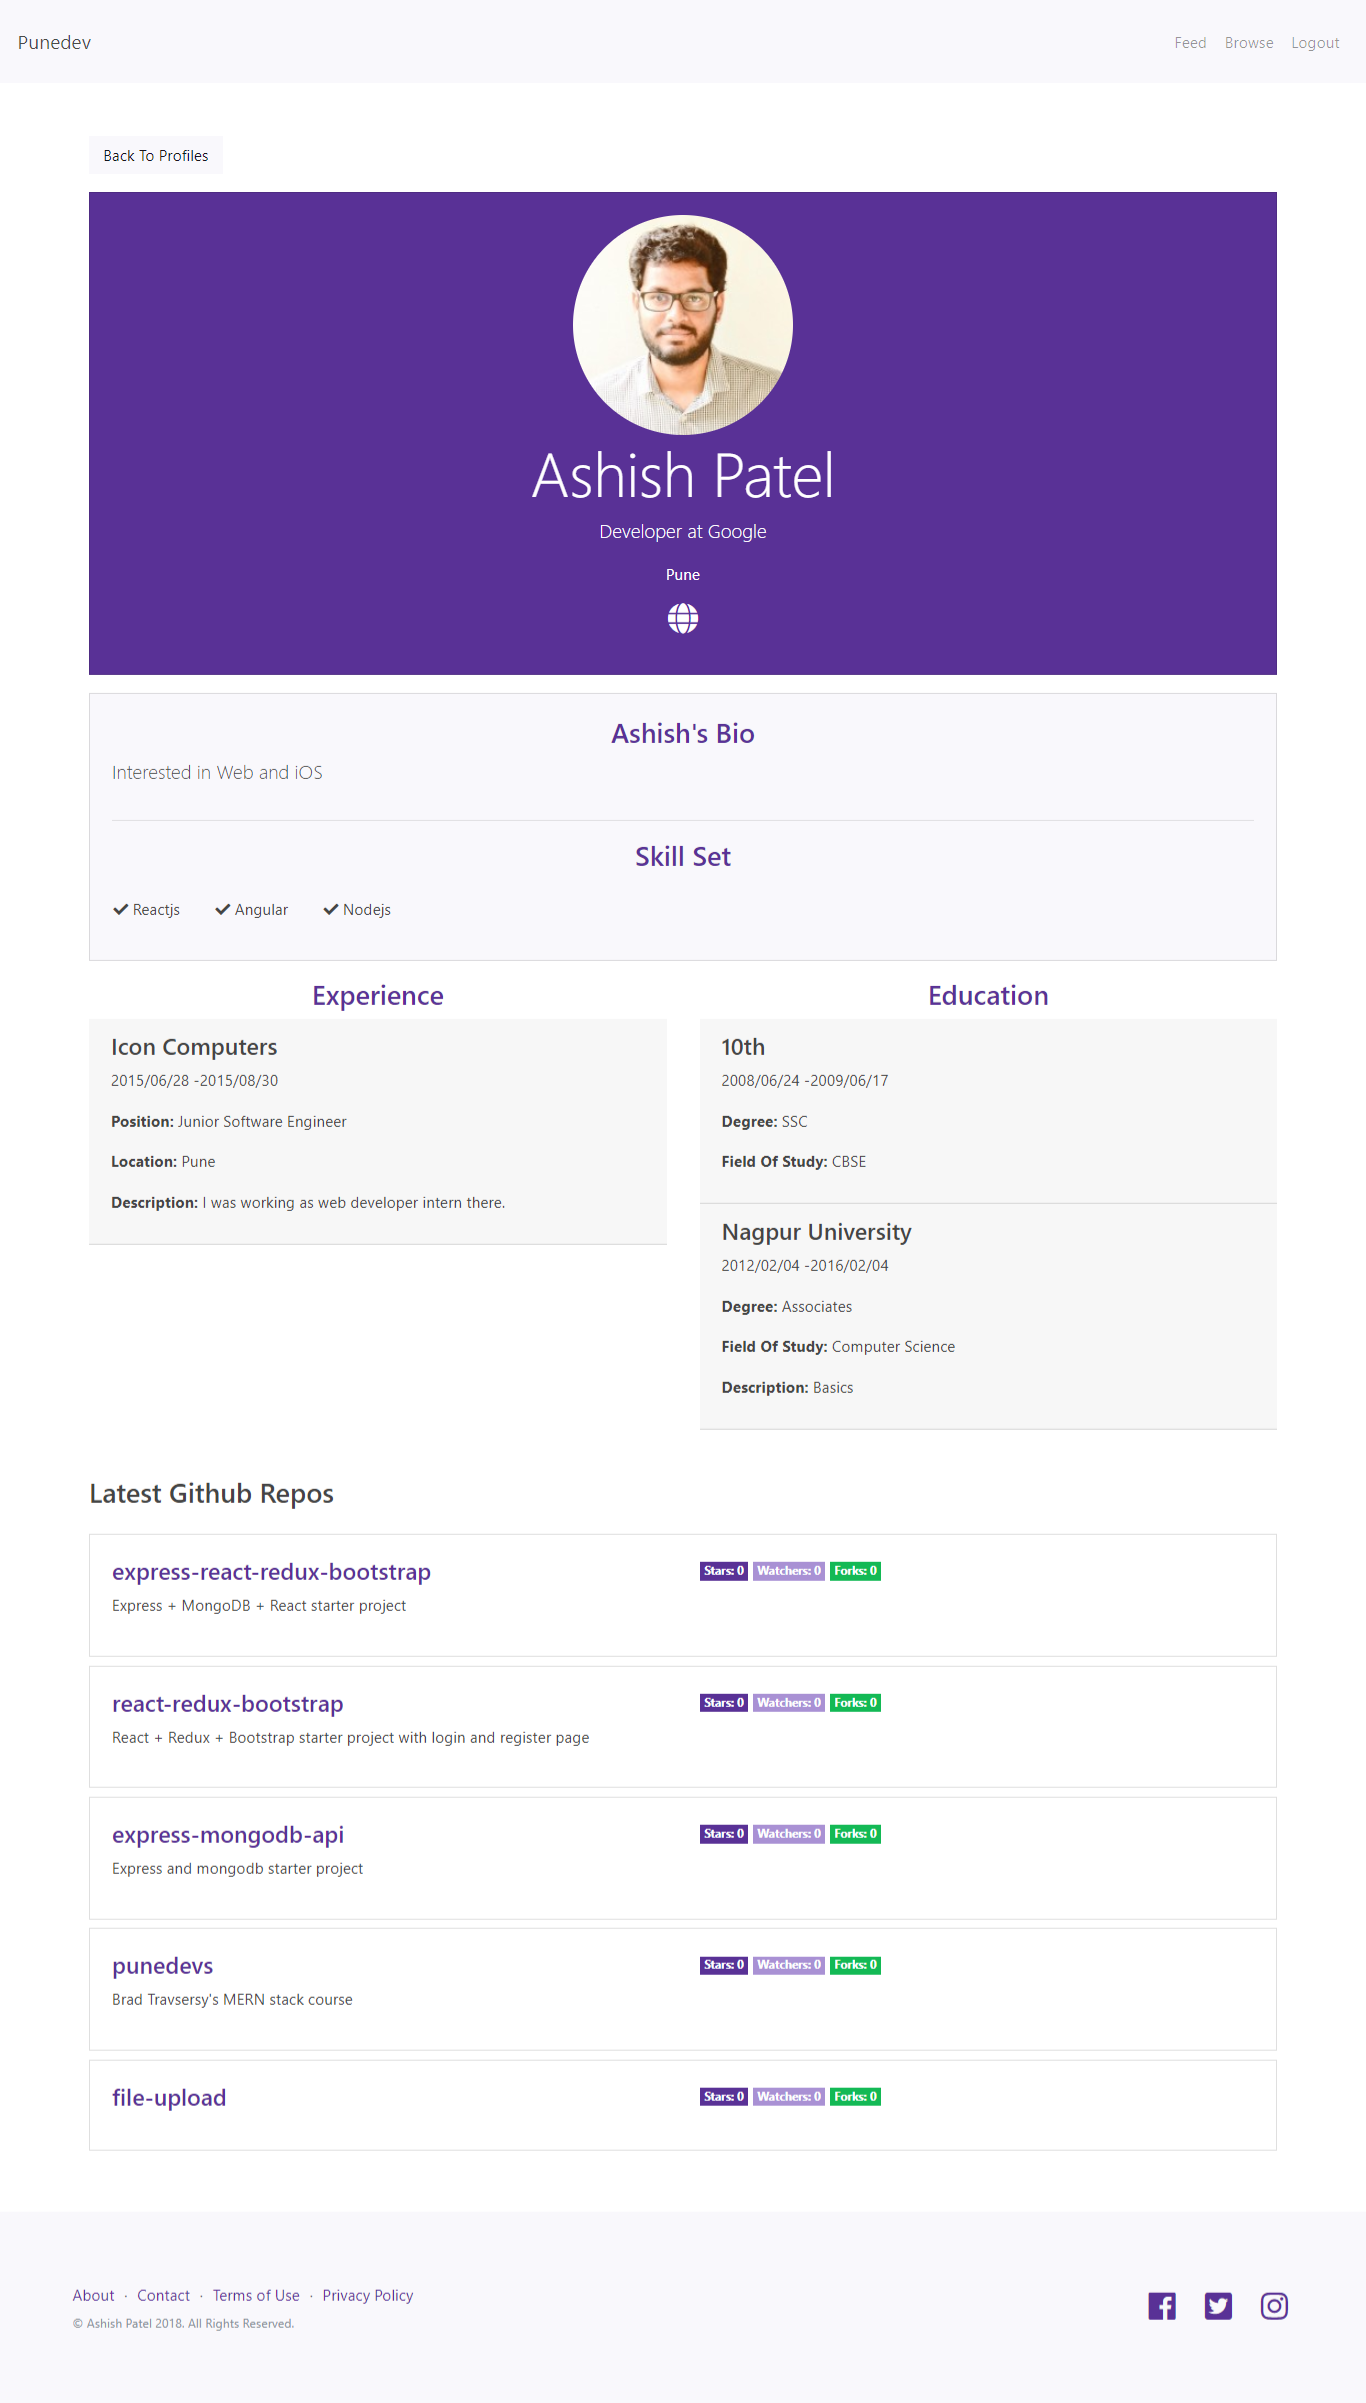 Punedev
Feed Browse Logout
Back To Profiles
Ashish Patel
Developer at Google
Pune
Ashish's Bio
Interested in Web and iOS
Skill Set
Reactjs Angular Nodejs
Experience
Icon Computers
2015/06/28 -2015/08/30
Position: Junior Software Engineer
Location: Pune
Description: I was working as web developer intern there.
Education
10th
2008/06/24 -2009/06/17
Degree: SSC
Field Of Study: CBSE
Nagpur University
2012/02/04 -2016/02/04
Degree: Associates
Field Of Study: Computer Science
Description: Basics
Latest Github Repos
express-react-redux-bootstrap
Express + MongoDB + React starter project
Stars: 0 Watchers: 0 Forks: 0
react-redux-bootstrap
React + Redux + Bootstrap starter project with login and register page
Stars: 0 Watchers: 0 Forks: 0
express-mongodb-api
Express and mongodb starter project
Stars: 0 Watchers: 0 Forks: 0
punedevs
Brad Travsersy's MERN stack course
Stars: 0 Watchers: 0 Forks: 0
file-upload
Stars: 0 Watchers: 0 Forks: 0
About · Contact · Terms of Use · Privacy Policy
© Ashish Patel 2018. All Rights Reserved.